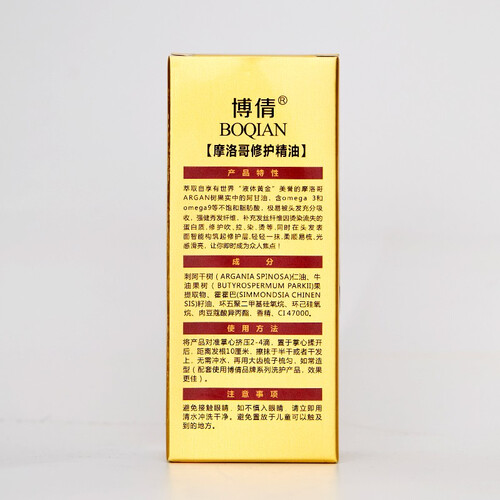 博倩®
BOQIAN
【摩洛哥修护精油】
产品特性
萃取自享有世界“液体黄金”美誉的摩洛哥
ARGAN树果实中的阿甘油，含omega 3和
omega9等不饱和脂肪酸，极易被头发充分吸
收，强健秀发纤维，补充发丝纤维因烫染流失的
蛋白质，修护吹、拉、染、烫等，同时在头发表
面智能构筑起修护层，轻轻一抹，柔顺易梳，光
感滑亮，让你即时成为众人焦点！
成分
刺阿干树（ARGANIA SPINOSA)仁油、牛
油果树（BUTYROSPERMUM PARKII)果
提取物、霍霍巴(SIMMONDSIA CHINEN
SIS)籽油、环五聚二甲基硅氧烷、环己硅氧
烷、肉豆蔻酸异丙酯、香精、CI 47000.
使用方法
将产品对准掌心挤压2-4滴，置于掌心揉开
后，距离发根10厘米，擦抹于半干或者干发
上，无需冲水，再用大齿梳子梳匀，如常造
型（配套使用博倩品牌系列洗护产品，效果
更佳）。
注意事项
避免接触眼睛，如不慎入眼睛，请立即用
清水冲洗干净。避免置放于儿童可以触及
到的地方。